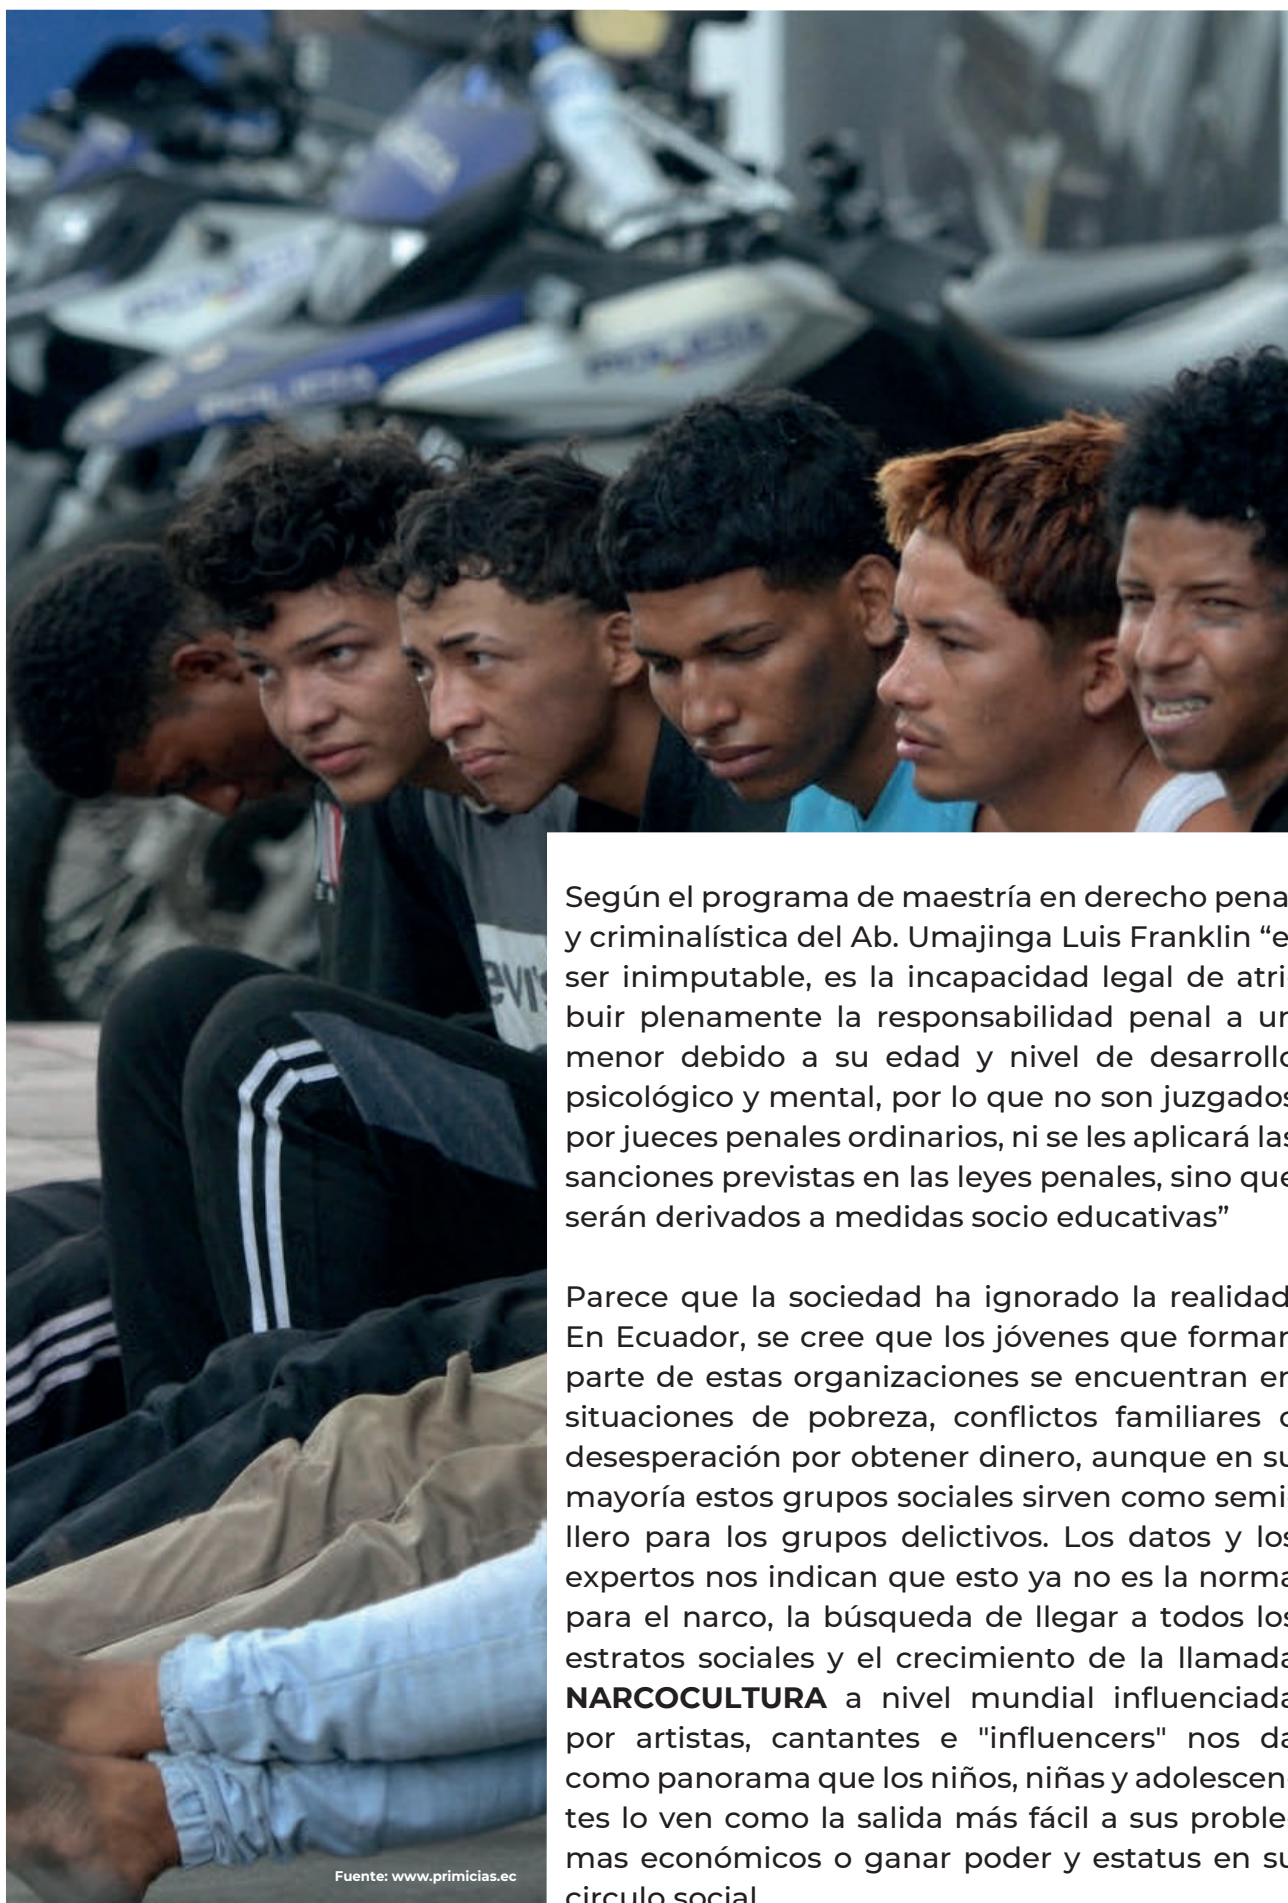 POLICIA
POLICIA
POLICIA
evi's
Según el programa de maestría en derecho pena
y criminalística del Ab. Umajinga Luis Franklin “e
ser inimputable, es la incapacidad legal de atri
buir plenamente la responsabilidad penal a un
menor debido a su edad y nivel de desarrollo
psicológico y mental, por lo que no son juzgados
por jueces penales ordinarios, ni se les aplicará las
sanciones previstas en las leyes penales, sino que
serán derivados a medidas socio educativas”
Parece que la sociedad ha ignorado la realidad
En Ecuador, se cree que los jóvenes que forman
parte de estas organizaciones se encuentran en
situaciones de pobreza, conflictos familiares o
desesperación por obtener dinero, aunque en su
mayoría estos grupos sociales sirven como semi
llero para los grupos delictivos. Los datos y los
expertos nos indican que esto ya no es la norma
para el narco, la búsqueda de llegar a todos los
estratos sociales y el crecimiento de la llamada
NARCOCULTURA a nivel mundial influenciada
por artistas, cantantes e "influencers" nos da
como panorama que los niños, niñas y adolescen-
tes lo ven como la salida más fácil a sus proble
mas económicos o ganar poder y estatus en su
circulo social
Fuente: www.primicias.ec